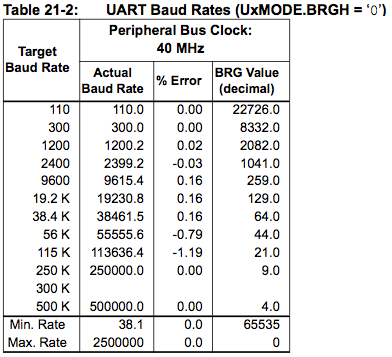 Table 21-2: UART Baud Rates (UxMODE.BRGH = ‘0’)
Target Baud Rate
Peripheral Bus Clock: 40 MHz
Actual Baud Rate % Error BRG Value (decimal)
110 110.0 0.00 22726.0
300 300.0 0.00 8332.0
1200 1200.2 0.02 2082.0
2400 2399.2 -0.03 1041.0
9600 9615.4 0.16 259.0
19.2 K 19230.8 0.16 129.0
38.4 K 38461.5 0.16 64.0
56 K 55555.6 -0.79 44.0
115 K 113636.4 -1.19 21.0
250 K 250000.0 0.00 9.0
300 K
500 K 500000.0 0.00 4.0
Min. Rate 38.1 0.0 65535
Max. Rate 2500000 0.0 0